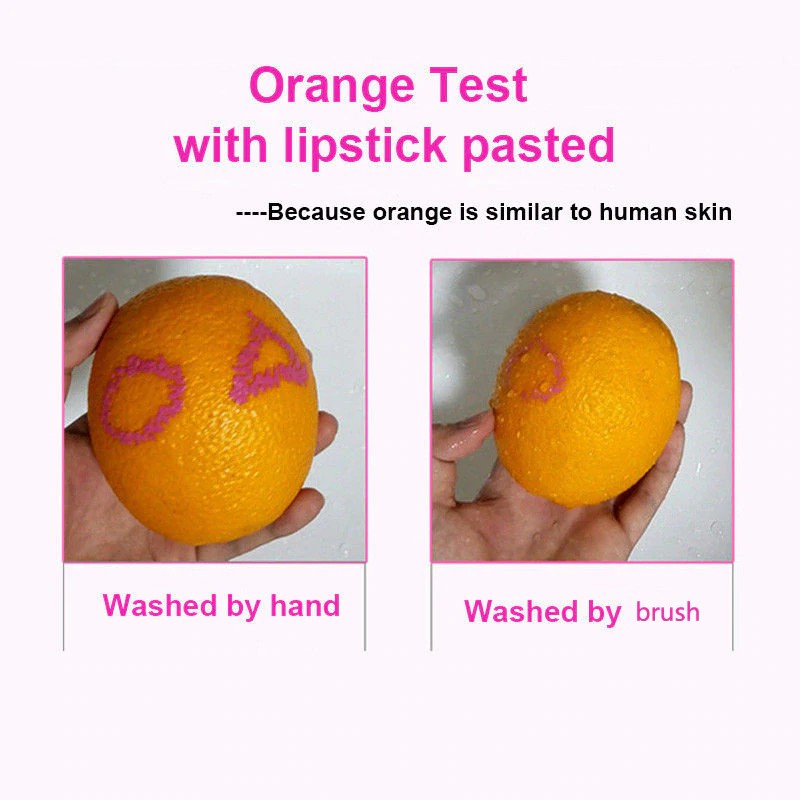 Orange Test
with lipstick pasted
----Because orange is similar to human skin
Washed by hand
Washed by brush